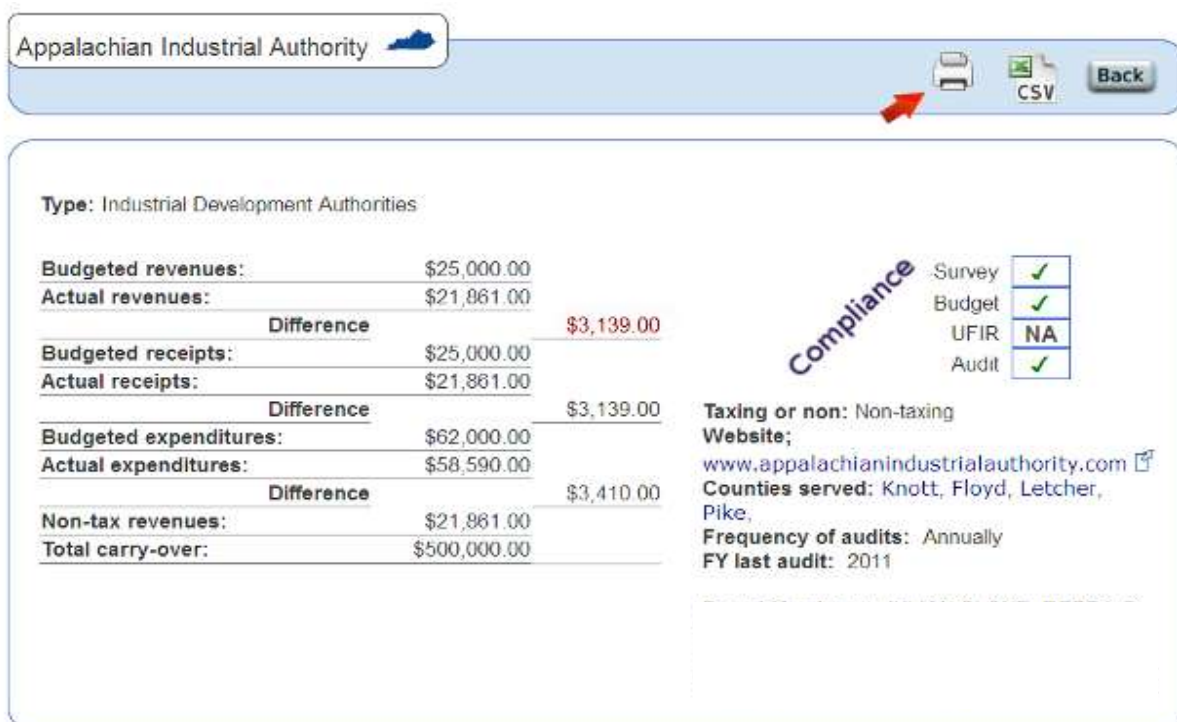 Appalachian Industrial Authority
CSV
Back
Type: Industrial Development Authorities
Budgeted revenues: $25,000.00
Actual revenues: $21,861.00
Difference $3,139.00
Budgeted receipts: $25,000.00
Actual receipts: $21,861.00
Difference $3,139.00
Budgeted expenditures: $62,000.00
Actual expenditures: $58,590.00
Difference $3,410.00
Non-tax revenues: $21,861.00
Total carry-over: $500,000.00
Compliance
Survey ✓
Budget ✓
UFIR NA
Audit ✓
Taxing or non: Non-taxing
Website;
www.appalachianindustrialauthority.com
Counties served: Knott, Floyd, Letcher,
Pike,
Frequency of audits: Annually
FY last audit: 2011